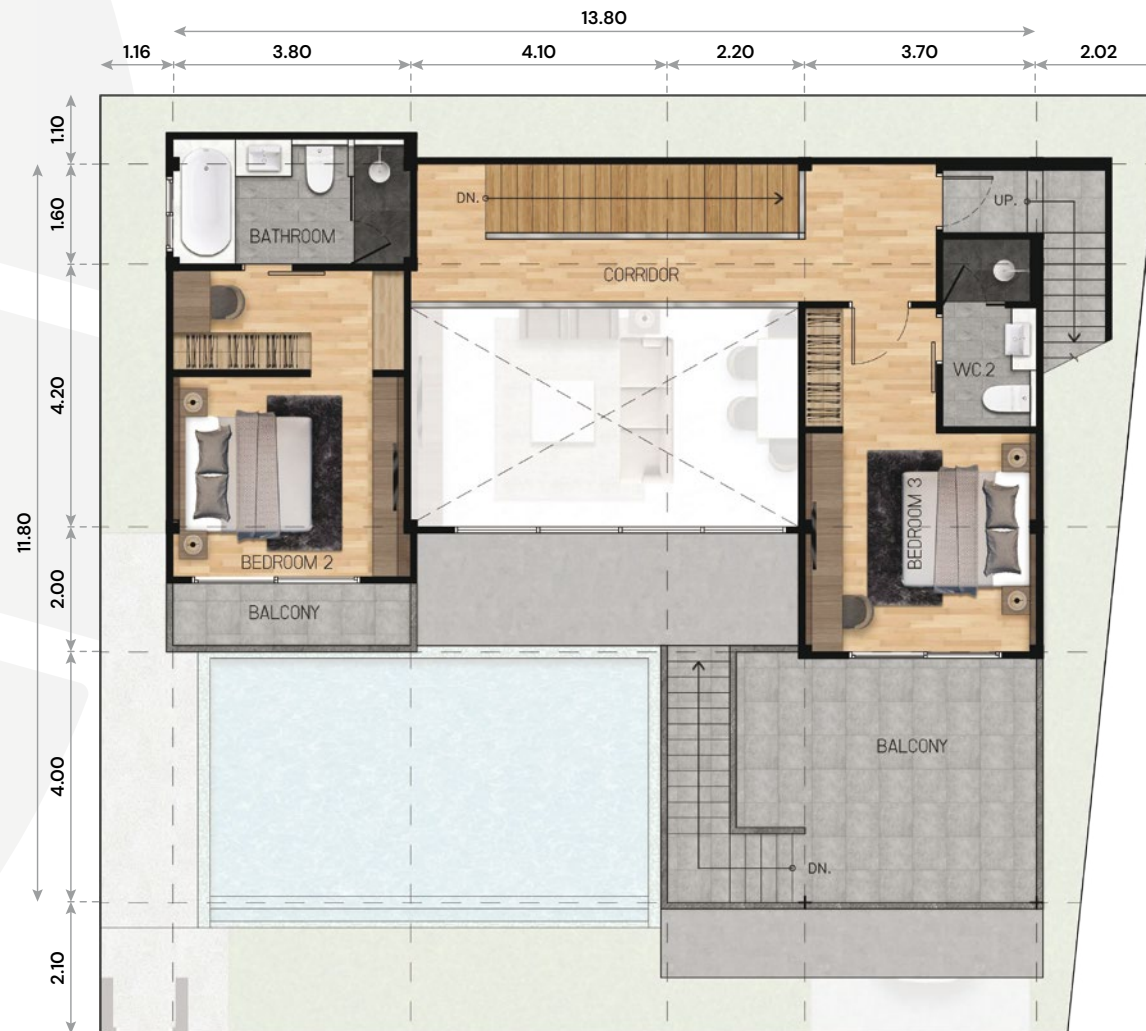 13.80
1.16
3.80
4.10
2.20
3.70
2.02
1.10
1.60
4.20
11.80
2.00
4.00
2.10
DN.
UP.
BATHROOM
CORRIDOR
WC.2
BEDROOM 3
BEDROOM 2
BALCONY
BALCONY
DN.